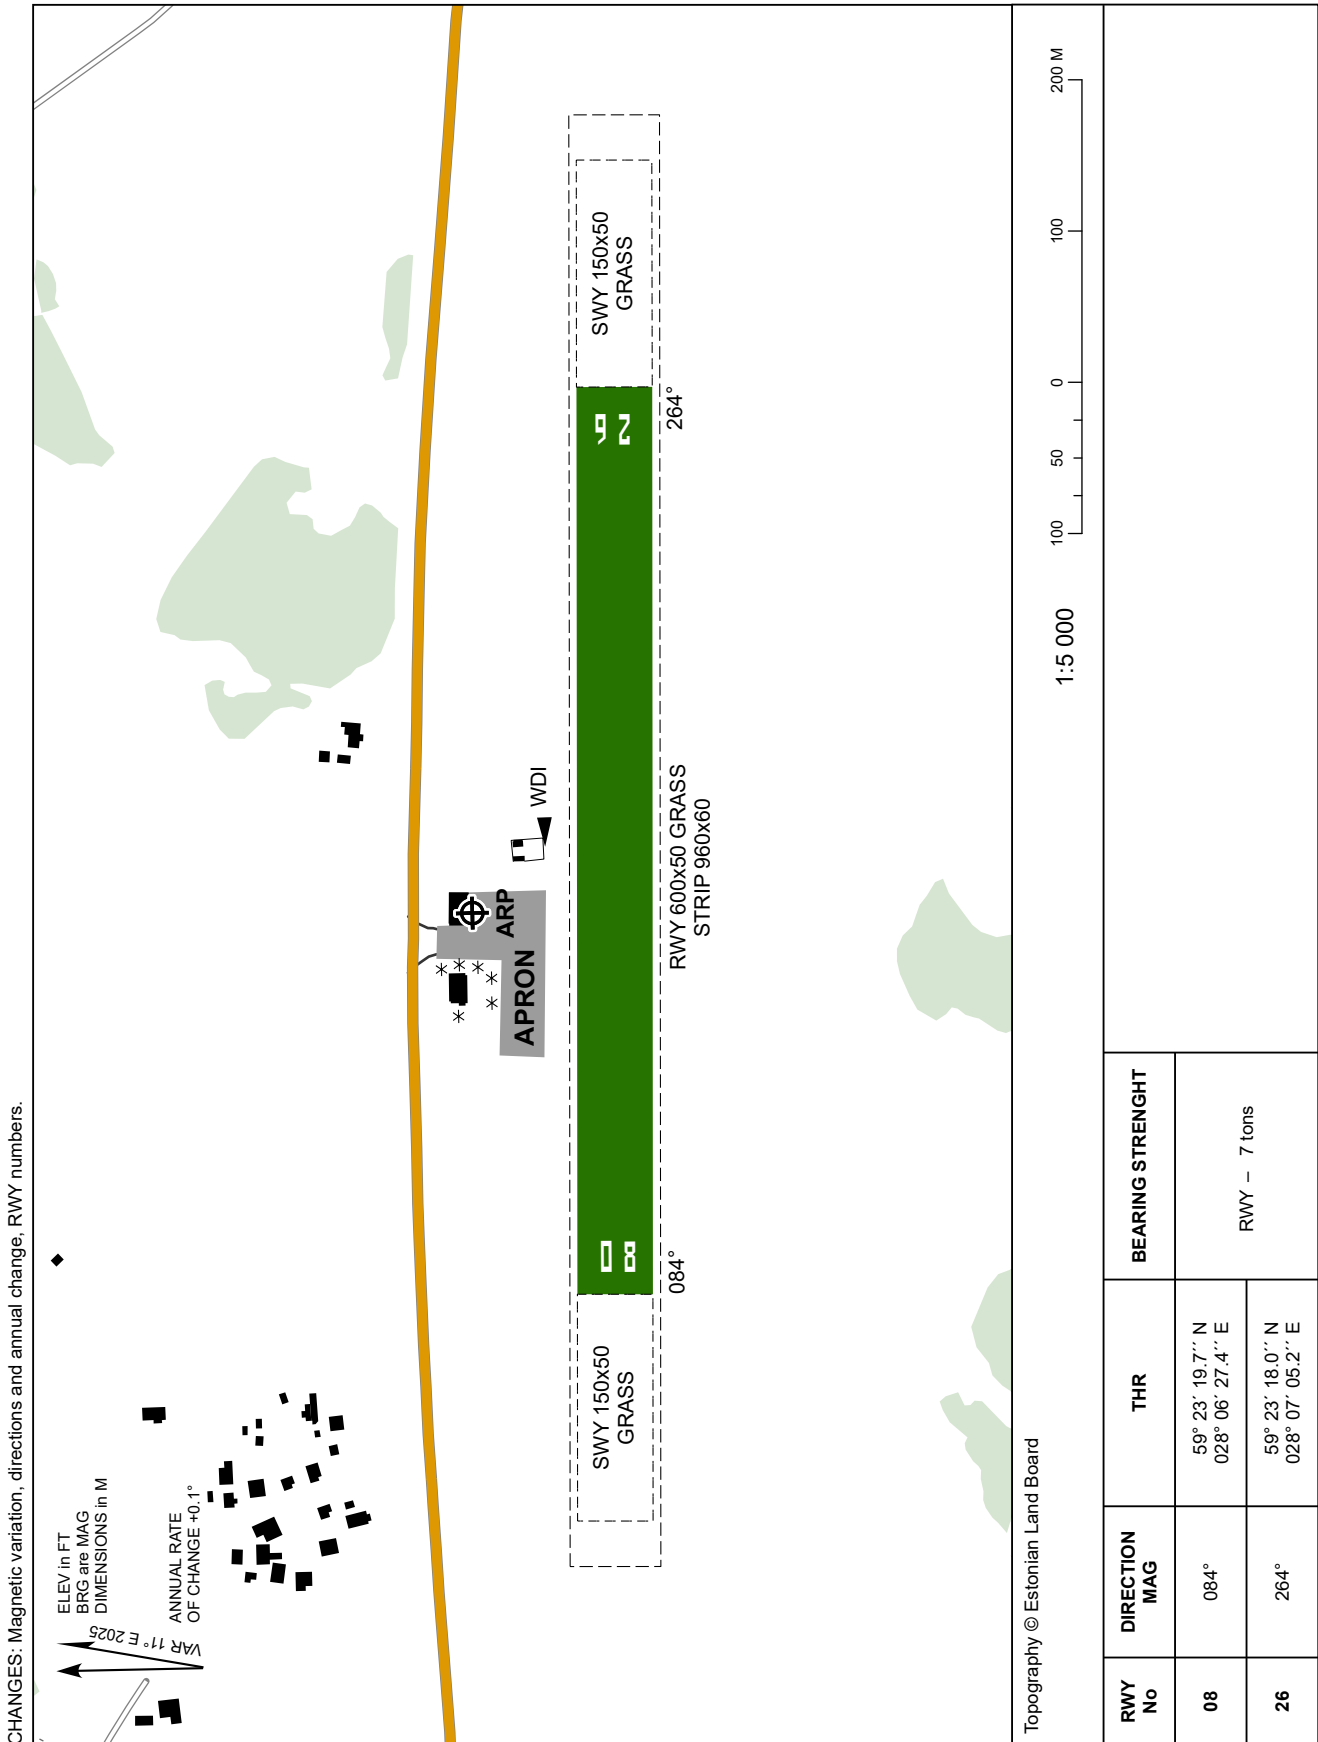 CHANGES: Magnetic variation, directions and annual change, RWY numbers.
ELEV in FT
BRG are MAG
DIMENSIONS in M
VAR 11° E 2025
ANNUAL RATE
OF CHANGE +0.1°
WDI
ARP
APRON
SWY 150x50
GRASS
08
26
SWY 150x50
GRASS
084°
264°
RWY 600x50 GRASS
STRIP 960x60
Topography © Estonian Land Board
1:5 000
100
50
0
100
200 M
RWY
No
DIRECTION
MAG
THR
BEARING STRENGHT
08
084°
59° 23´ 19.7´´ N
028° 06´ 27.4´´ E
RWY – 7 tons
26
264°
59° 23´ 18.0´´ N
028° 07´ 05.2´´ E